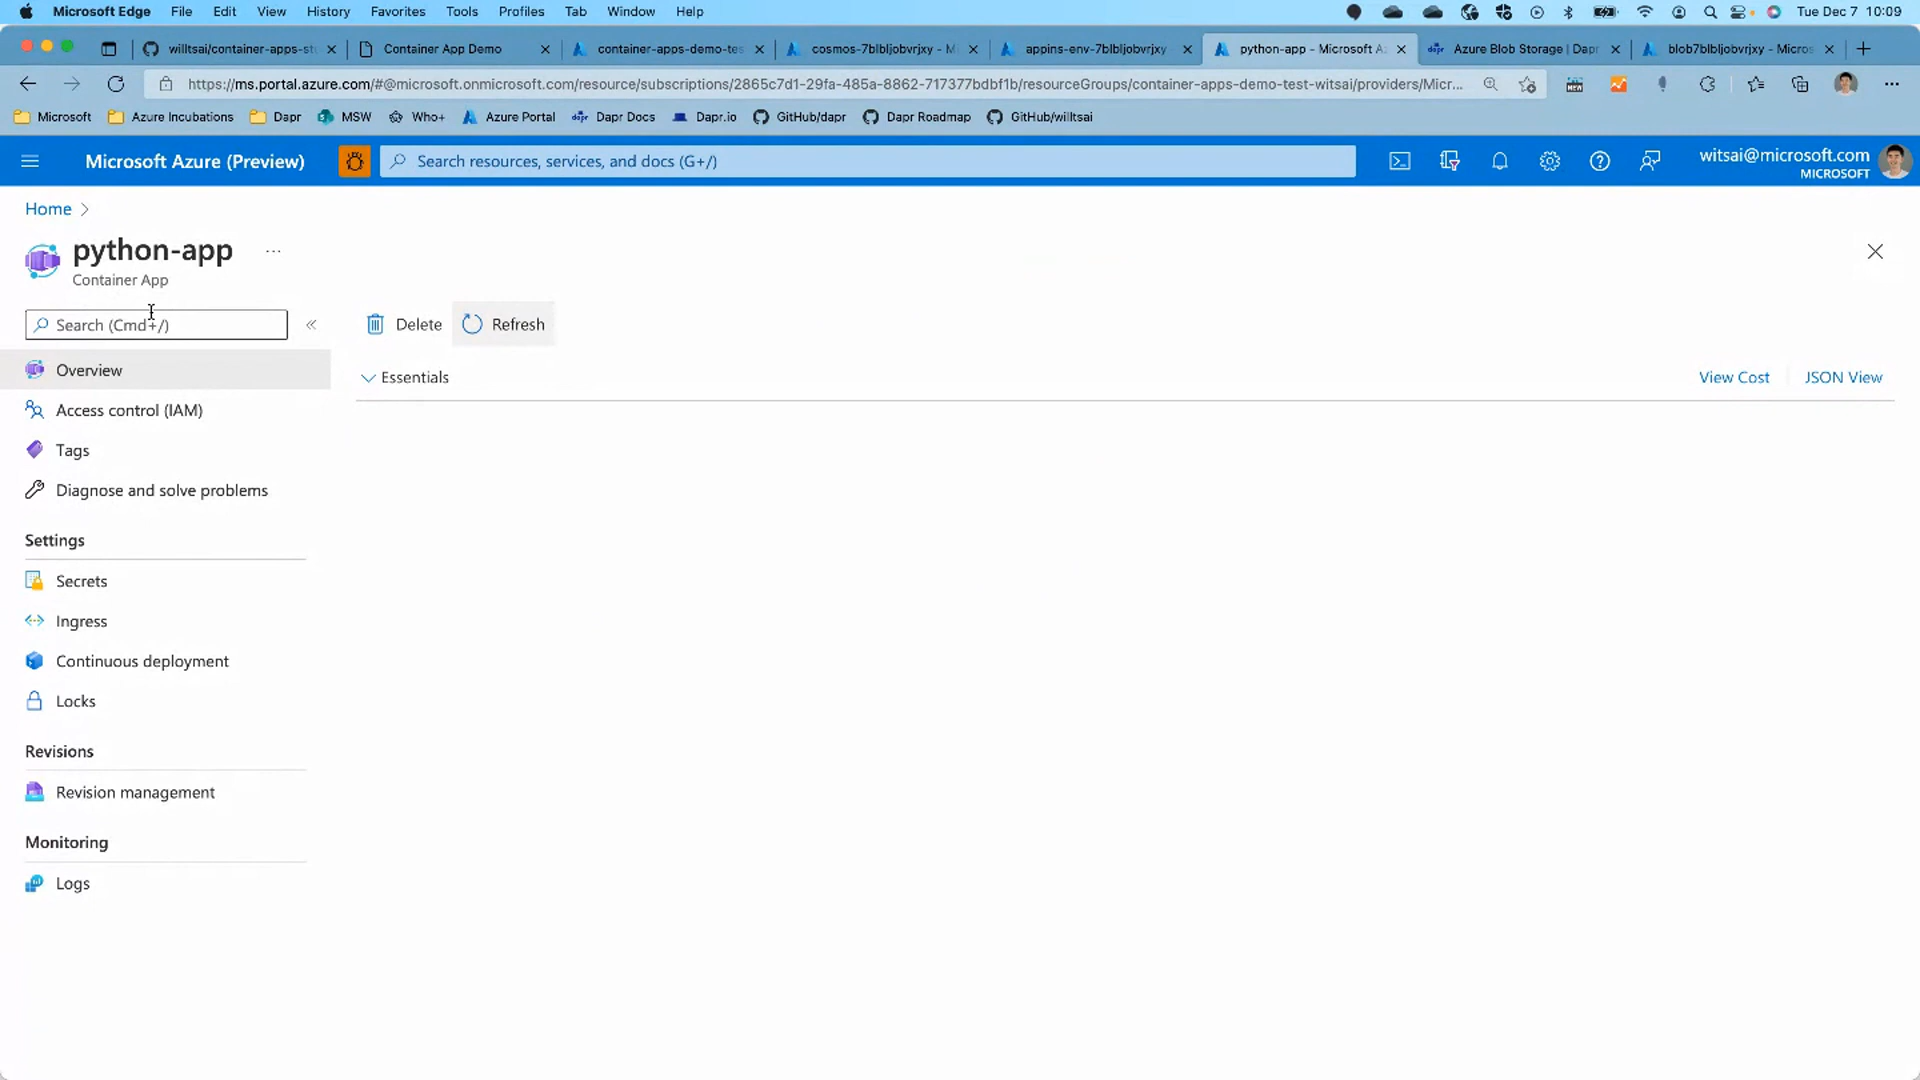 Microsoft Edge File Edit View History Favorites Tools Profiles Tab Window Help Tue Dec 7 10:09
willtsai/container-apps-st Container App Demo container-apps-demo-tes cosmos-7blbljobvrjxy - M appins-env-7blbljobvrjxy python-app - Microsoft Az Azure Blob Storage | Dapr blob7blbljobvrjxy - Micros
https://ms.portal.azure.com/#@microsoft.onmicrosoft.com/resource/subscriptions/2865c7d1-29fa-485a-8862-717377bdbf1b/resourceGroups/container-apps-demo-test-witsai/providers/Micr...
Microsoft Azure Incubations Dapr MSW Who+ Azure Portal Dapr Docs Dapr.io GitHub/dapr Dapr Roadmap GitHub/willtsai
Microsoft Azure (Preview) Search resources, services, and docs (G+/) witsai@microsoft.com
MICROSOFT
Home
python-app ...
Container App
Search (Cmd+/) « Delete Refresh
Essentials View Cost JSON View
Overview
Access control (IAM)
Tags
Diagnose and solve problems
Settings
Secrets
Ingress
Continuous deployment
Locks
Revisions
Revision management
Monitoring
Logs